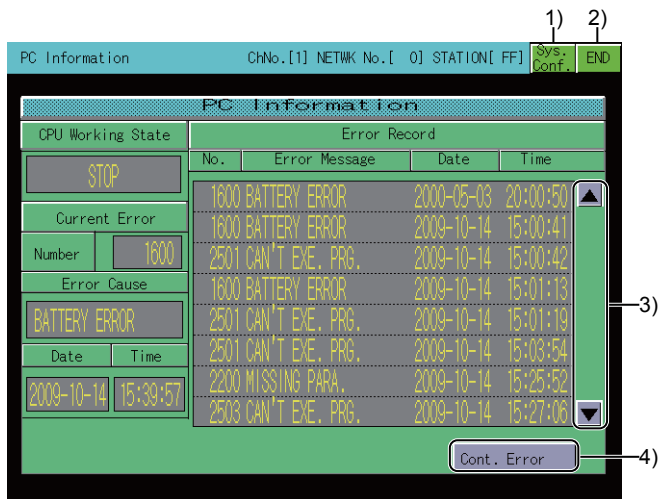 1) 2)
PC Information ChNo.[1] NETWK No.[ 0] STATION[ FF] Sys. Conf. END
PC Information
CPU Working State
STOP
Current Error
Number 1600
Error Cause
BATTERY ERROR
Date Time
2009-10-14 15:39:57
Error Record
No. Error Message Date Time
1600 BATTERY ERROR 2000-05-03 20:00:50
1600 BATTERY ERROR 2009-10-14 15:00:41
2501 CAN'T EXE. PRG. 2009-10-14 15:00:42
1600 BATTERY ERROR 2009-10-14 15:01:13
2501 CAN'T EXE. PRG. 2009-10-14 15:01:19
2501 CAN'T EXE. PRG. 2009-10-14 15:03:54
2200 MISSING PARA. 2009-10-14 15:25:52
2503 CAN'T EXE. PRG. 2009-10-14 15:27:06
3)
Cont. Error
4)